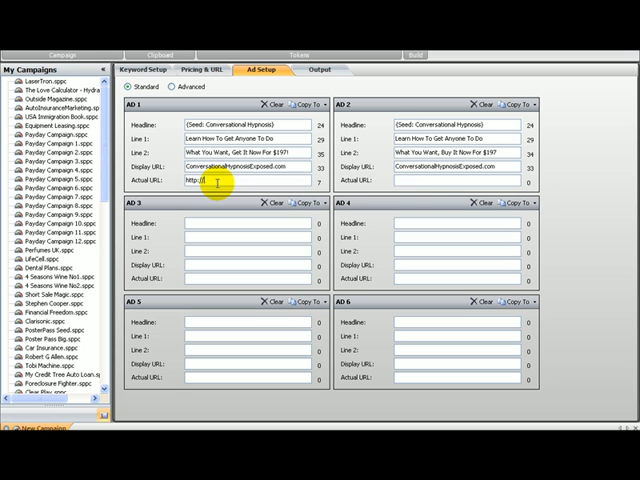 Campaign Clipboard Tokens Build
My Campaigns «
Keyword Setup Pricing & URL Ad Setup Output
Standard Advanced
LaserTron.sppc
The Love Calculator - Hydra
Outside Magazine.sppc
AutoInsuranceMarketing.sp
USA Immigration Book.sppc
Equipment Leasing.sppc
Payday Campaign.sppc
Payday Campaign 1.sppc
Payday Campaign 2.sppc
Payday Campaign 3.sppc
Payday Campaign 4.sppc
Payday Campaign 5.sppc
Payday Campaign 6.sppc
Payday Campaign 7.sppc
Payday Campaign 8.sppc
Payday Campaign 9.sppc
Payday Campaign 10.sppc
Payday Campaign 11.sppc
Payday Campaign 12.sppc
Perfumes UK.sppc
LifeCell.sppc
Dental Plans.sppc
4 Seasons Wine No1.sppc
4 Seasons Wine No2.sppc
Short Sale Magic.sppc
Stephen Cooper.sppc
Financial Freedom.sppc
Clarisonic.sppc
PosterPass Seed.sppc
Poster Pass Big.sppc
Car Insurance.sppc
Robert G Allen.sppc
Tobi Machine.sppc
My Credit Tree Auto Loan.sp
Foreclosure Fighter.sppc
Clear Play.sppc
New Campaign
AD 1 Clear Copy To
Headline: {Seed: Conversational Hypnosis} 24
Line 1: Learn How To Get Anyone To Do 29
Line 2: What You Want, Get It Now For $197! 35
Display URL: ConversationalHypnosisExposed.com 33
Actual URL: http:// 7
AD 2 Clear Copy To
Headline: {Seed: Conversational Hypnosis} 24
Line 1: Learn How To Get Anyone To Do 29
Line 2: What You Want, Buy It Now For $197 34
Display URL: ConversationalHypnosisExposed.com 33
Actual URL: 0
AD 3 Clear Copy To
Headline: 0
Line 1: 0
Line 2: 0
Display URL: 0
Actual URL: 0
AD 4 Clear Copy To
Headline: 0
Line 1: 0
Line 2: 0
Display URL: 0
Actual URL: 0
AD 5 Clear Copy To
Headline: 0
Line 1: 0
Line 2: 0
Display URL: 0
Actual URL: 0
AD 6 Clear Copy To
Headline: 0
Line 1: 0
Line 2: 0
Display URL: 0
Actual URL: 0